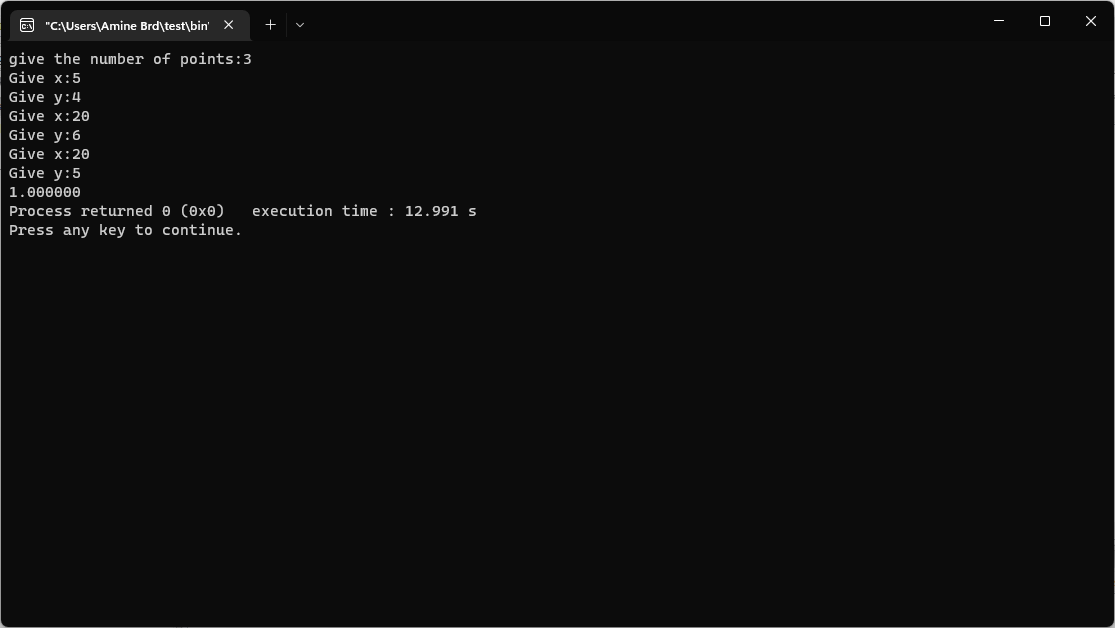 "C:\Users\Amine Brd\test\bin'
give the number of points:3
Give x:5
Give y:4
Give x:20
Give y:6
Give x:20
Give y:5
1.000000
Process returned 0 (0x0)   execution time : 12.991 s
Press any key to continue.